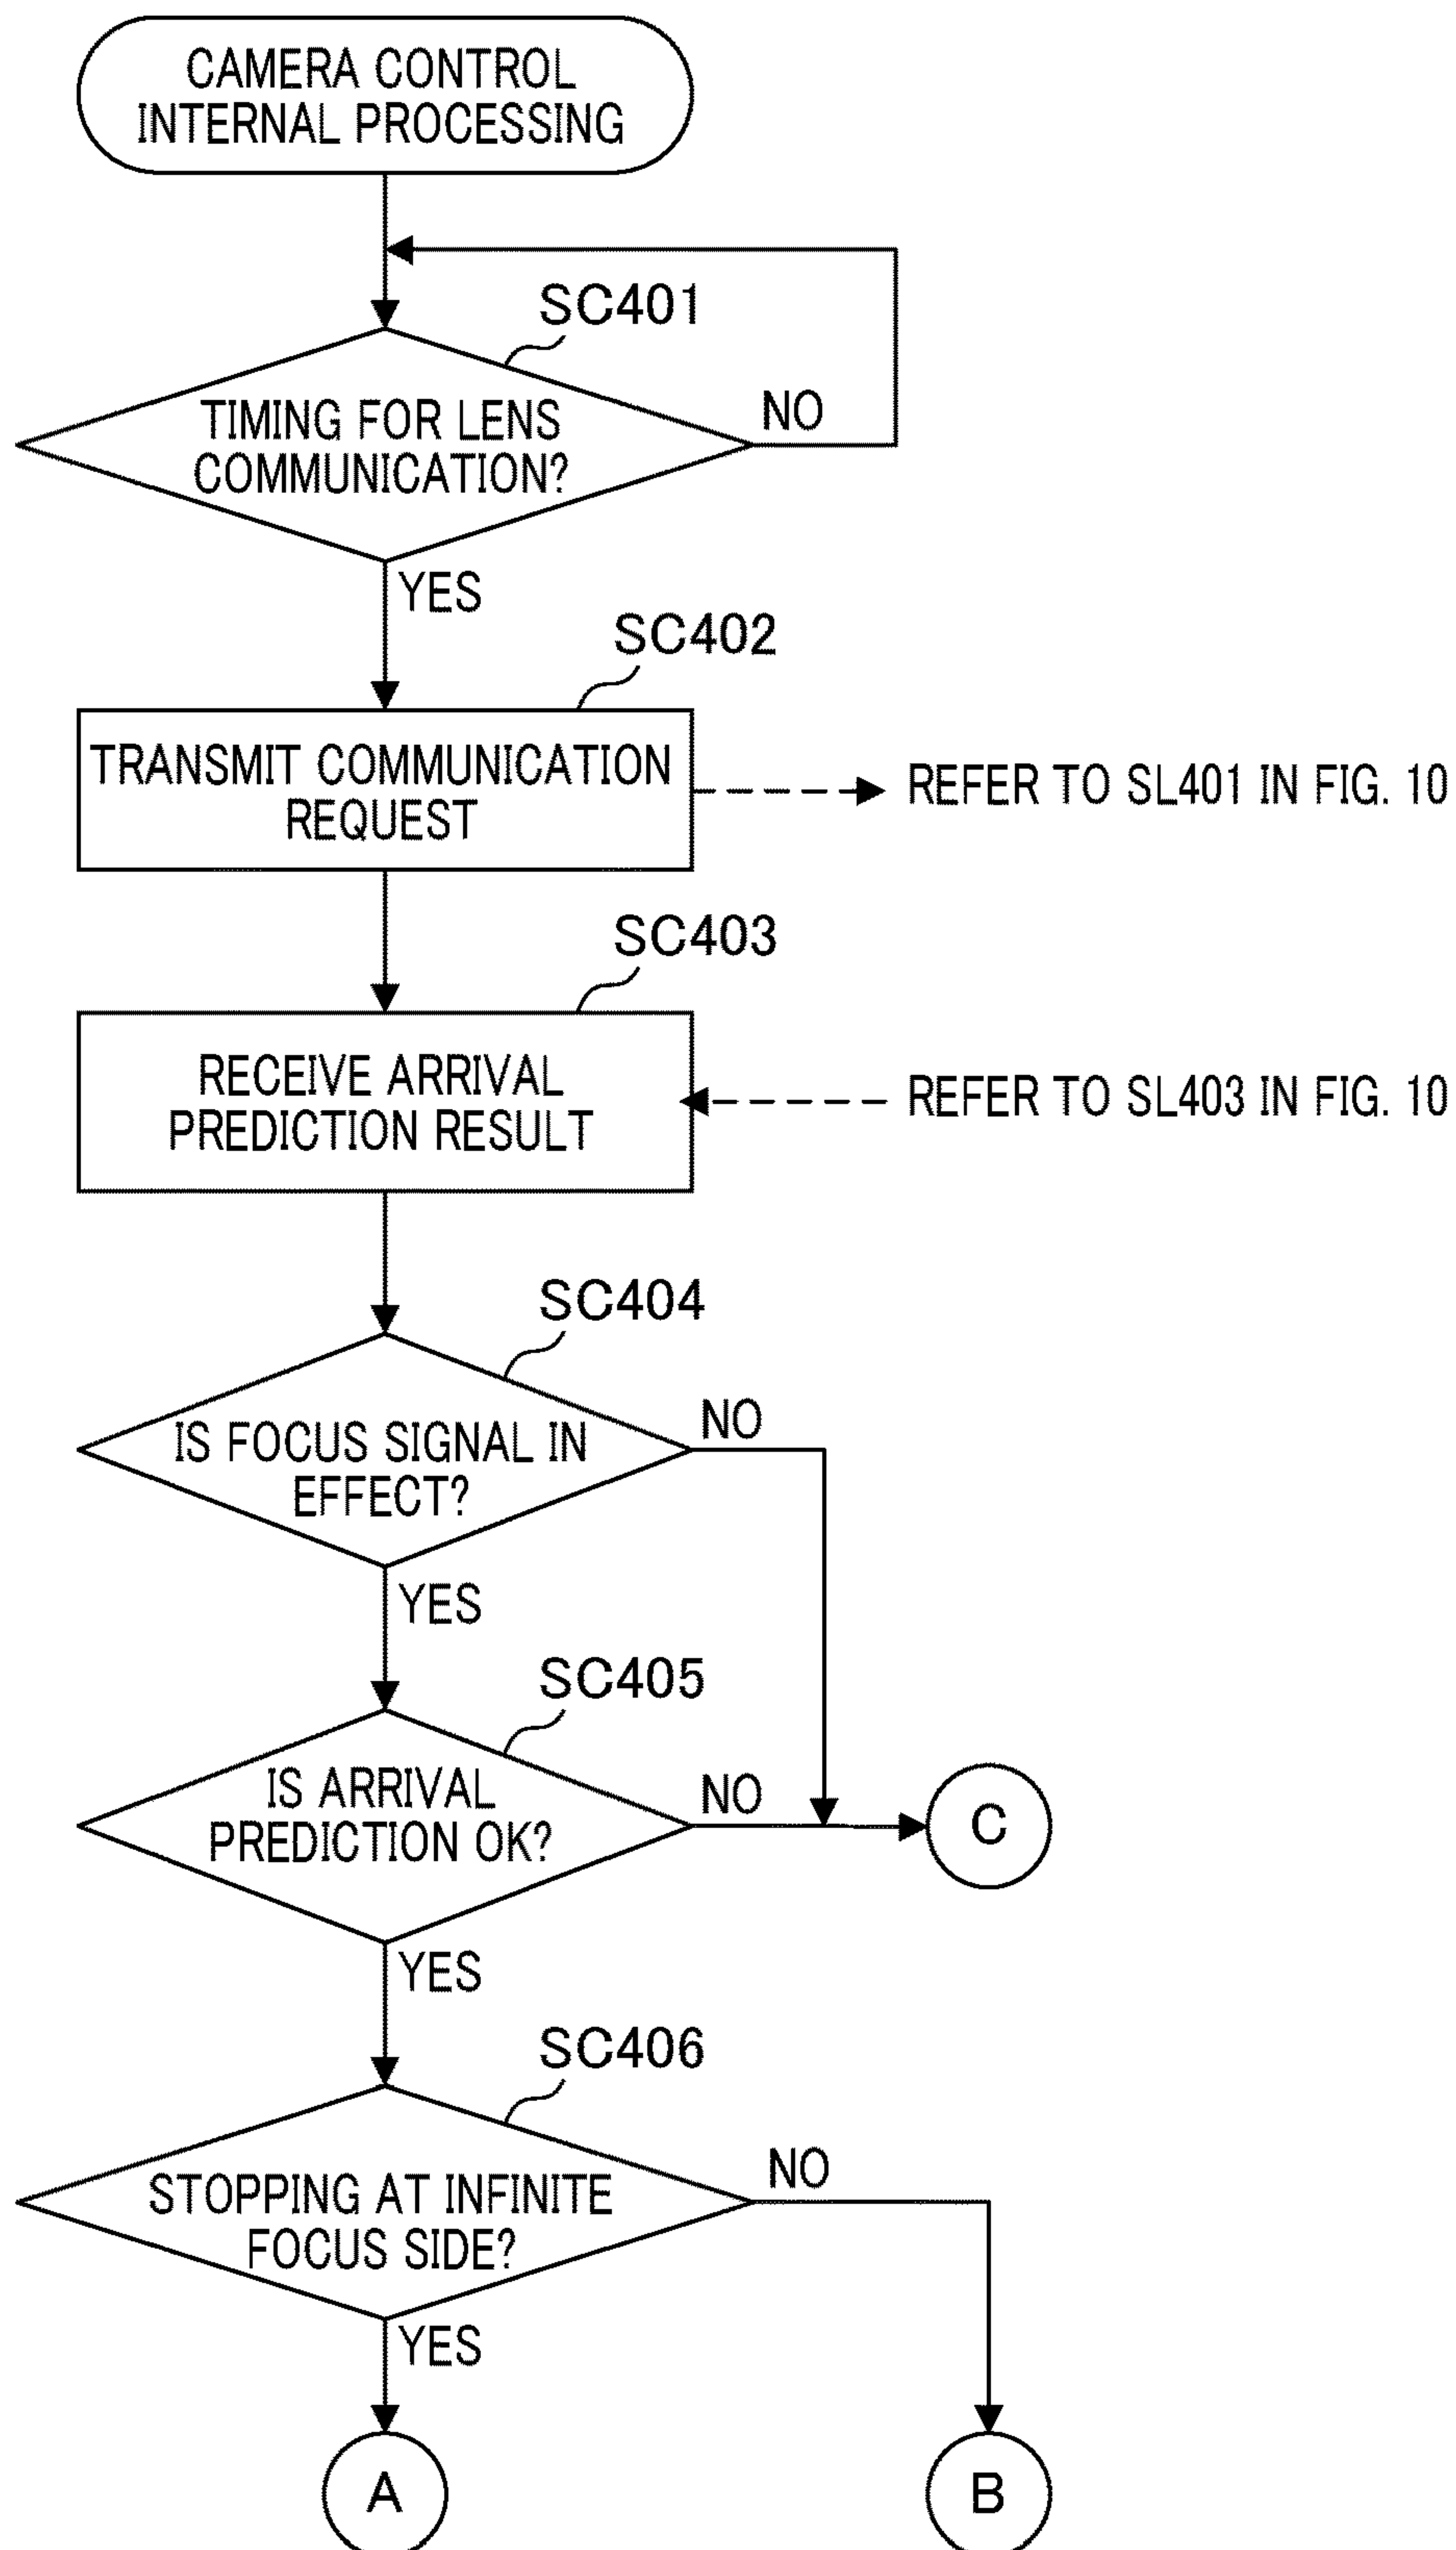 CAMERA CONTROL
INTERNAL PROCESSING
SC401
TIMING FOR LENS
COMMUNICATION?
NO
YES
SC402
TRANSMIT COMMUNICATION
REQUEST
REFER TO SL401 IN FIG. 10
SC403
RECEIVE ARRIVAL
PREDICTION RESULT
REFER TO SL403 IN FIG. 10
SC404
IS FOCUS SIGNAL IN
EFFECT?
NO
YES
SC405
IS ARRIVAL
PREDICTION OK?
NO
C
YES
SC406
STOPPING AT INFINITE
FOCUS SIDE?
NO
YES
A
B